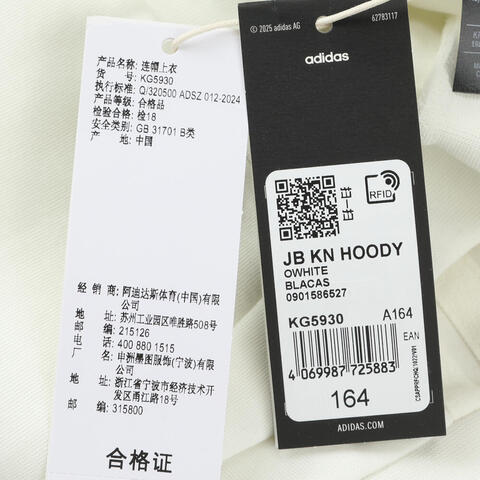 产品名称: 连帽上衣
货 号: KG5930
执行标准: Q/320500 ADSZ 012-2024
产品等级: 合格品
检验合格: 检18
安全类别: GB 31701 B类
产 地: 中国
经 销 商: 阿迪达斯体育(中国)有限公司
地 址: 苏州工业园区唯胜路508号
邮 编: 215126
电 话: 400 880 1515
制 造 商: 申洲墨图服饰(宁波)有限公司
地 址: 浙江省宁波市经济技术开发区甬江路18号
邮 编: 315800
合格证
© 2025 adidas AG
62783117
adidas
RFID
JB KN HOODY
OWHITE
BLACAS
0901586527
KG5930 A164
EAN
4 069987 725883
164
ADIDAS.COM